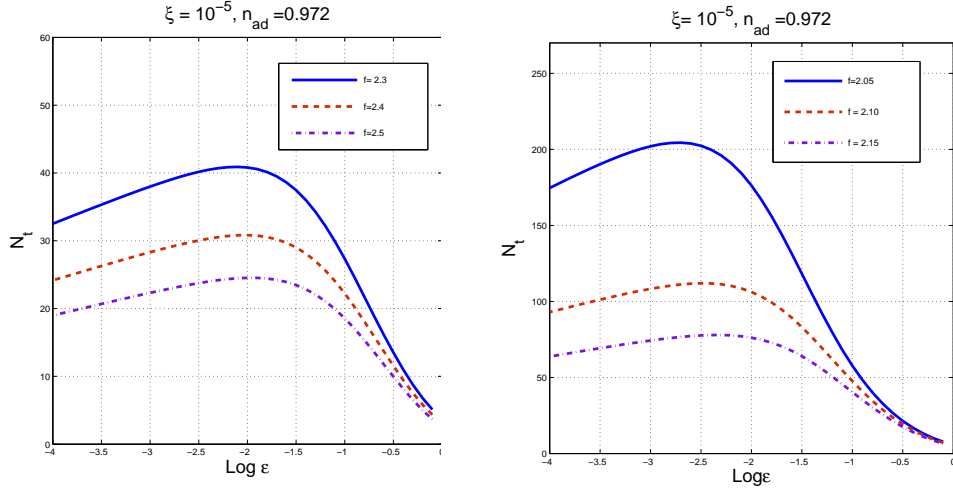 ξ = 10⁻⁵, n_ad =0.972
60
50
40
30
20
10
0
N_t
f= 2.3
f=2.4
f=2.5
−4 −3.5 −3 −2.5 −2 −1.5 −1 −0.5 0
Log ε
ξ= 10⁻⁵, n_ad =0.972
250
200
150
100
50
0
N_t
f=2.05
f = 2.10
f = 2.15
−4 −3.5 −3 −2.5 −2 −1.5 −1 −0.5 0
Logε